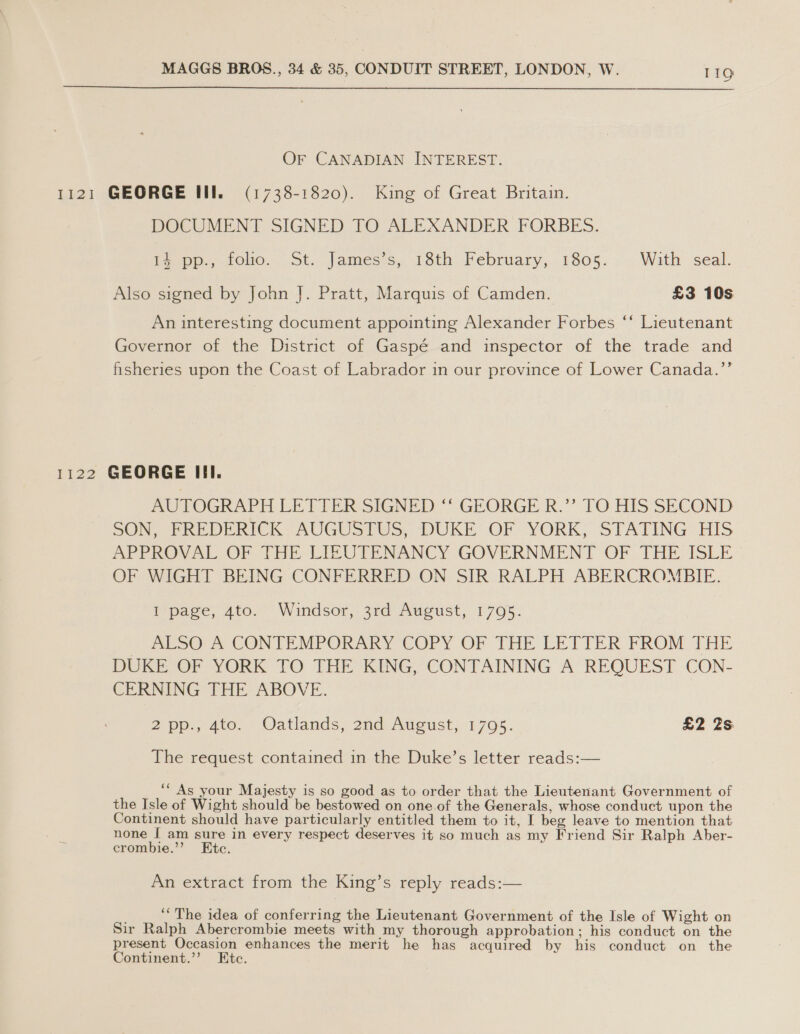 MAGGS BROS., 34 & 35, CONDUIT STREET, LONDON, W. 119
OF CANADIAN INTEREST.
1121 GEORGE III. (1738-1820). King of Great Britain.
DOCUMENT SIGNED TO ALEXANDER FORBES.
1½ pp., folio. St. James's, 18th February, 1805. With seal.
Also signed by John J. Pratt, Marquis of Camden. £3 10s
An interesting document appointing Alexander Forbes ‘‘ Lieutenant
Governor of the District of Gaspé and inspector of the trade and
fisheries upon the Coast of Labrador in our province of Lower Canada.’’
1122 GEORGE III.
AUTOGRAPH LETTER SIGNED ‘‘ GEORGE R.’’ TO HIS SECOND
SON, FREDERICK AUGUSTUS, DUKE OF YORK, STATING HIS
APPROVAL OF THE LIEUTENANCY GOVERNMENT OF THE ISLE
OF WIGHT BEING CONFERRED ON SIR RALPH ABERCROMBIE.
1 page, 4to. Windsor, 3rd August, 1795.
ALSO A CONTEMPORARY COPY OF THE LETTER FROM THE
DUKE OF YORK TO THE KING, CONTAINING A REQUEST CON-
CERNING THE ABOVE.
2 pp., 4to. Oatlands, 2nd August, 1795. £2 2s
The request contained in the Duke's letter reads:—
‘‘ As your Majesty is so good as to order that the Lieutenant Government of
the Isle of Wight should be bestowed on one of the Generals, whose conduct upon the
Continent should have particularly entitled them to it, I beg leave to mention that
none I am sure in every respect deserves it so much as my Friend Sir Ralph Aber-
crombie.’’ Etc.
An extract from the King's reply reads:—
‘‘ The idea of conferring the Lieutenant Government of the Isle of Wight on
Sir Ralph Abercrombie meets with my thorough approbation; his conduct on the
present Occasion enhances the merit he has acquired by his conduct on the
Continent.’’ Etc.